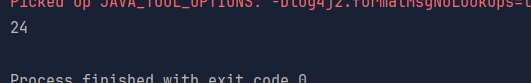 Picked up JAVA_TOOL_OPTIONS: -Dlog4j2.formatMsgNoLookups=t
24
Process finished with exit code 0